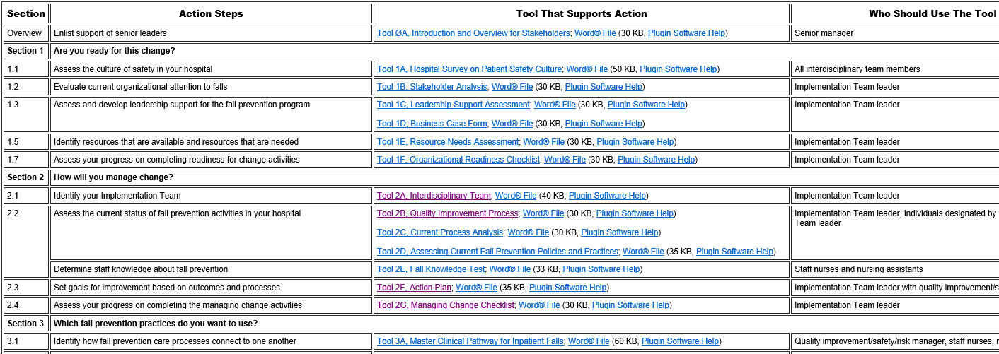 Section Action Steps Tool That Supports Action Who Should Use The Tool
Overview Enlist support of senior leaders Tool ØA, Introduction and Overview for Stakeholders; Word® File (30 KB, Plugin Software Help) Senior manager
Section 1 Are you ready for this change?
1.1 Assess the culture of safety in your hospital Tool 1A, Hospital Survey on Patient Safety Culture; Word® File (50 KB, Plugin Software Help) All interdisciplinary team members
1.2 Evaluate current organizational attention to falls Tool 1B, Stakeholder Analysis; Word® File (30 KB, Plugin Software Help) Implementation Team leader
1.3 Assess and develop leadership support for the fall prevention program Tool 1C, Leadership Support Assessment; Word® File (30 KB, Plugin Software Help) Implementation Team leader
Tool 1D, Business Case Form; Word® File (30 KB, Plugin Software Help)
1.5 Identify resources that are available and resources that are needed Tool 1E, Resource Needs Assessment; Word® File (30 KB, Plugin Software Help) Implementation Team leader
1.7 Assess your progress on completing readiness for change activities Tool 1F, Organizational Readiness Checklist; Word® File (30 KB, Plugin Software Help) Implementation Team leader
Section 2 How will you manage change?
2.1 Identify your Implementation Team Tool 2A, Interdisciplinary Team; Word® File (40 KB, Plugin Software Help) Implementation Team leader
2.2 Assess the current status of fall prevention activities in your hospital Tool 2B, Quality Improvement Process; Word® File (30 KB, Plugin Software Help) Implementation Team leader, individuals designated by
Team leader
Tool 2C, Current Process Analysis; Word® File (30 KB, Plugin Software Help)
Tool 2D, Assessing Current Fall Prevention Policies and Practices; Word® File (35 KB, Plugin Software Help)
Determine staff knowledge about fall prevention Tool 2E, Fall Knowledge Test; Word® File (33 KB, Plugin Software Help) Staff nurses and nursing assistants
2.3 Set goals for improvement based on outcomes and processes Tool 2F, Action Plan; Word® File (35 KB, Plugin Software Help) Implementation Team leader with quality improvement/s
2.4 Assess your progress on completing the managing change activities Tool 2G, Managing Change Checklist; Word® File (30 KB, Plugin Software Help) Implementation Team leader
Section 3 Which fall prevention practices do you want to use?
3.1 Identify how fall prevention care processes connect to one another Tool 3A, Master Clinical Pathway for Inpatient Falls; Word® File (60 KB, Plugin Software Help) Quality improvement/safety/risk manager, staff nurses,